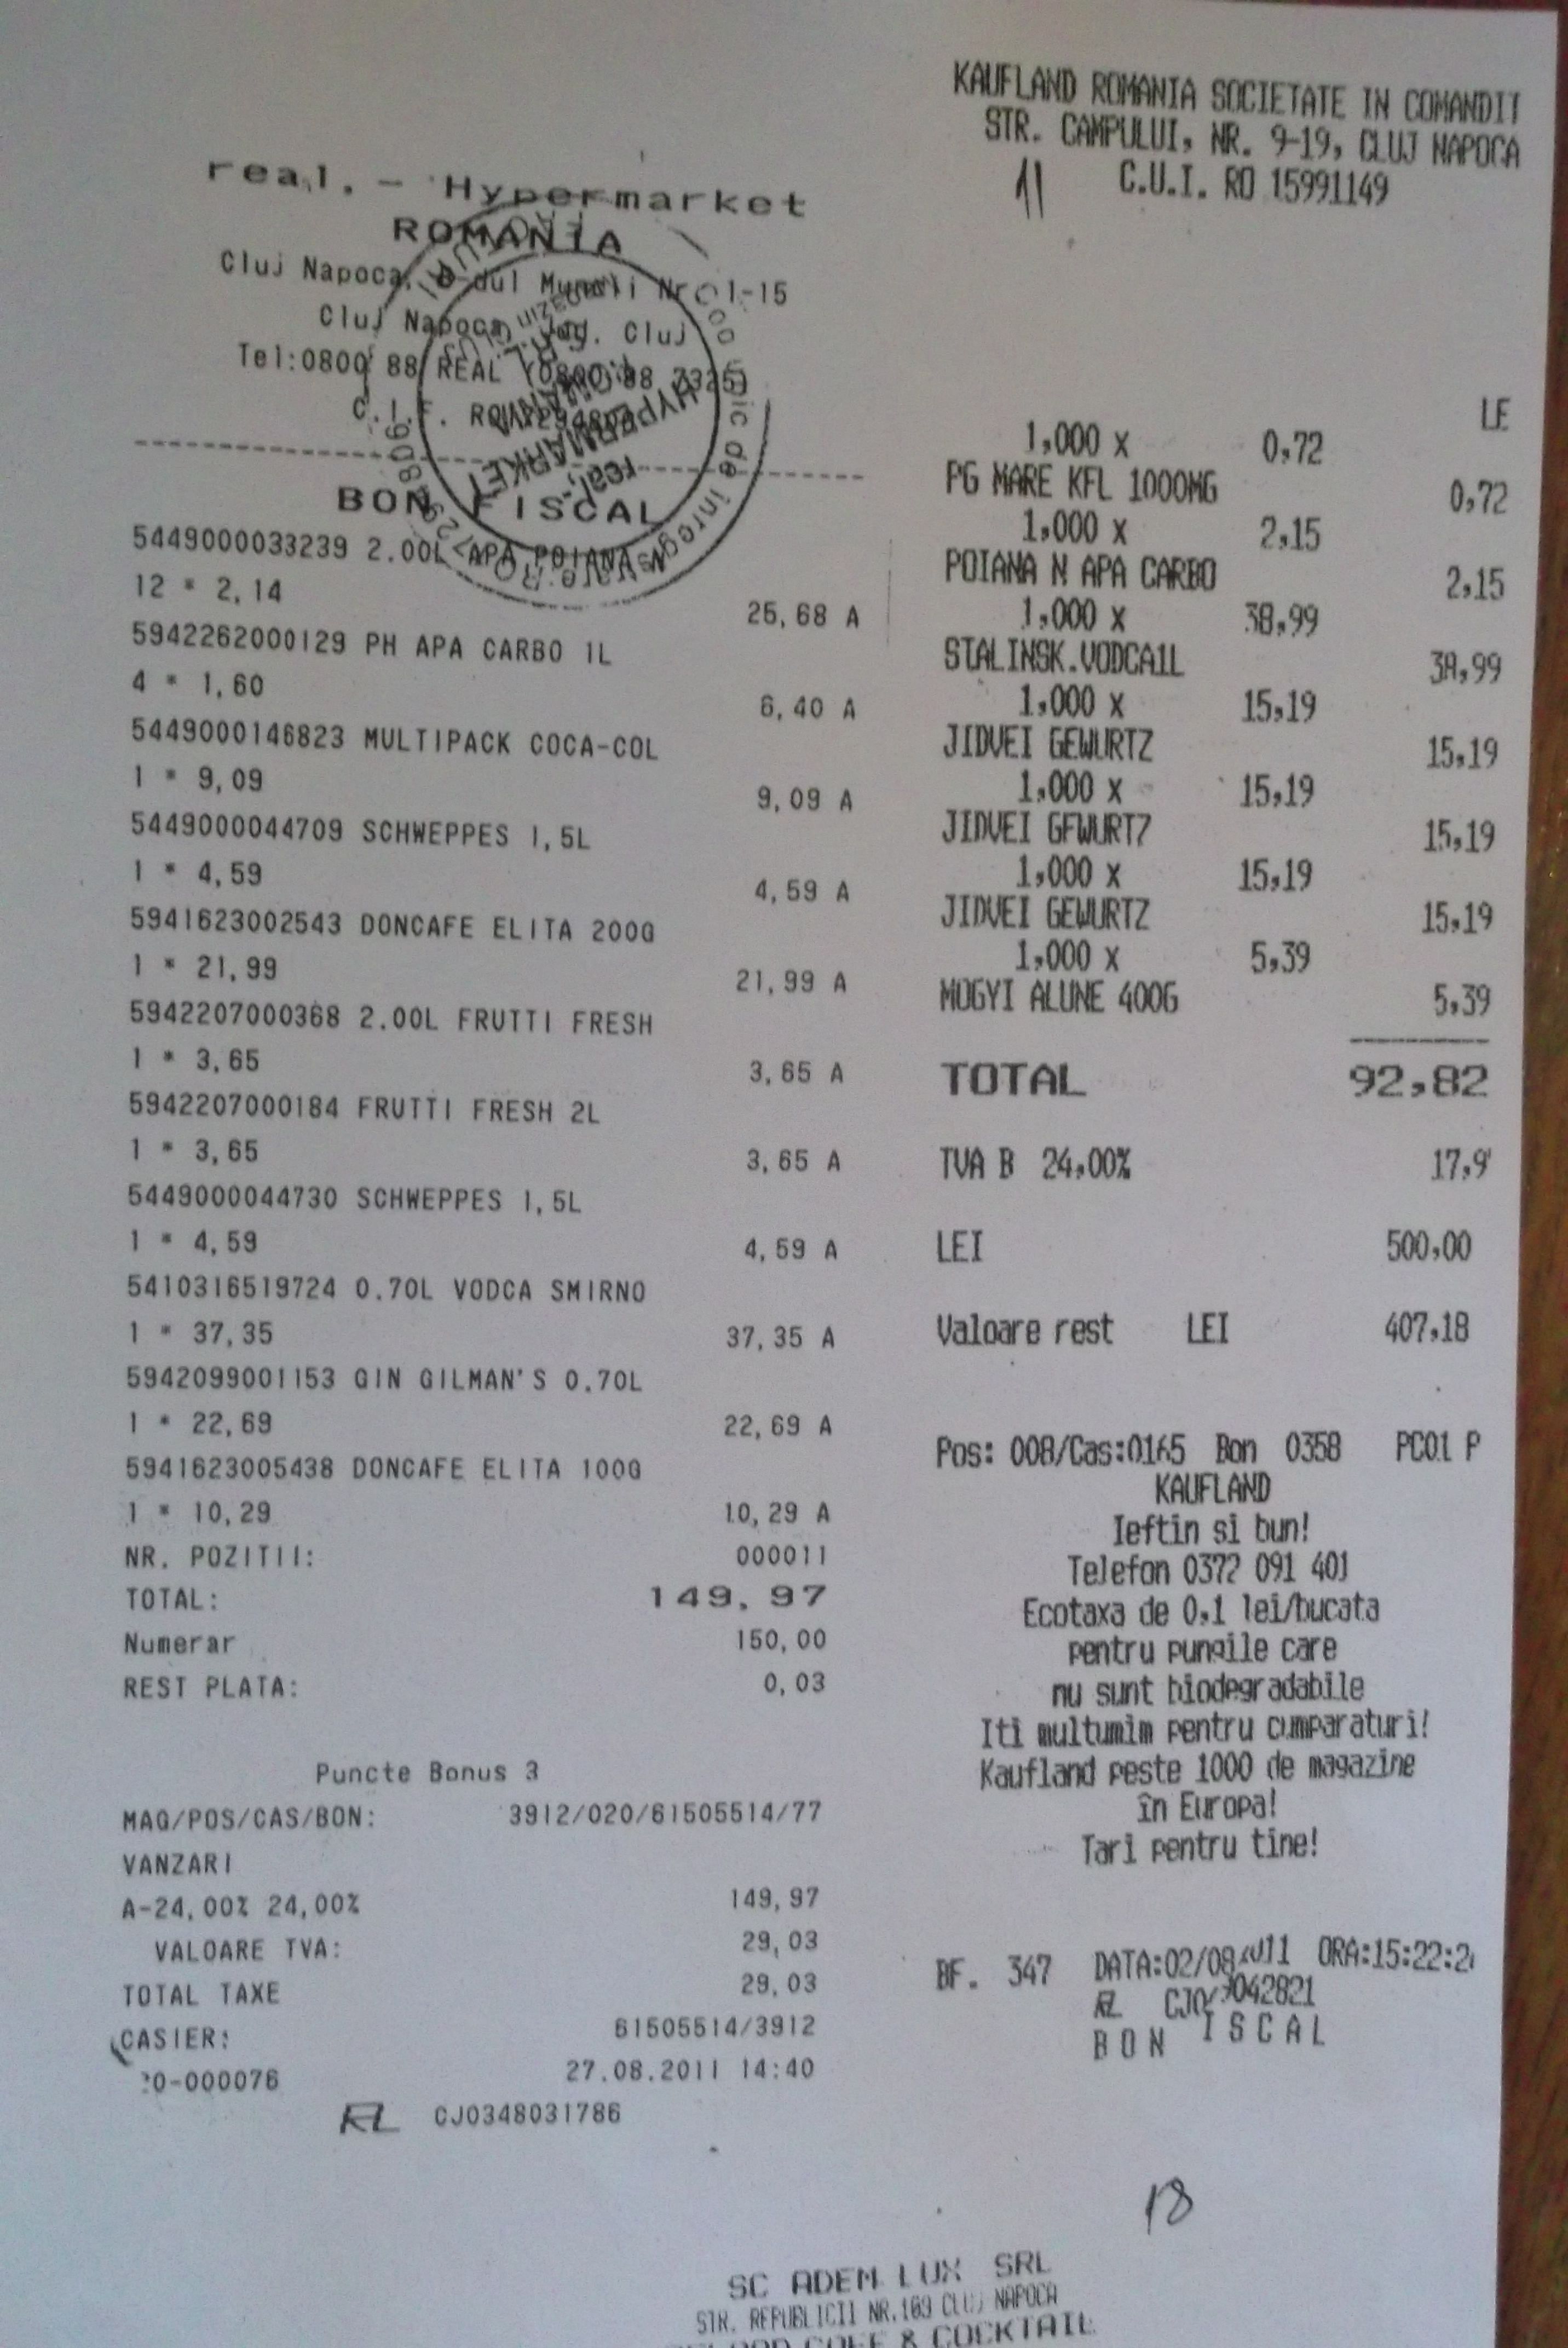 real,- Hypermarket
ROMANIA
Cluj Napoca, B-dul Muncii Nr 1-15
Cluj Napoca, Jud. Cluj
Tel:0800 88 REAL (0800 88 7325)
C.I.F.
BON FISCAL
5449000033239 2.00L APA POIANA N
12 * 2,14
25,68 A
5942262000129 PH APA CARBO 1L
4 * 1,60
6,40 A
5449000146823 MULTIPACK COCA-COL
1 * 9,09
9,09 A
5449000044709 SCHWEPPES 1,5L
1 * 4,59
4,59 A
5941623002543 DONCAFE ELITA 200G
1 * 21,99
21,99 A
5942207000368 2.00L FRUTTI FRESH
1 * 3,65
3,65 A
5942207000184 FRUTTI FRESH 2L
1 * 3,65
3,65 A
5449000044730 SCHWEPPES 1,5L
1 * 4,59
4,59 A
5410316519724 0.70L VODCA SMIRNO
1 * 37,35
37,35 A
5942099001153 GIN GILMAN'S 0.70L
1 * 22,69
22,69 A
5941623005438 DONCAFE ELITA 100G
1 * 10,29
10,29 A
NR. POZITII: 000011
TOTAL: 149,97
Numerar 150,00
REST PLATA: 0,03
Puncte Bonus 3
MAG/POS/CAS/BON: 3912/020/61505514/77
VANZARI
A-24,00% 24,00% 149,97
VALOARE TVA: 29,03
TOTAL TAXE 29,03
CASIER: 61505514/3912
0-000076 27.08.2011 14:40
CJ0348031786
KAUFLAND ROMANIA SOCIETATE IN COMANDIT
STR. CAMPULUI, NR. 9-19, CLUJ NAPOCA
11 C.U.I. RO 15991149
LE
1,000 x 0,72
PG MARE KFL 1000MG 0,72
1,000 x 2,15
POIANA N APA CARBO 2,15
1,000 x 38,99
STALINSK.VODCA1L 38,99
1,000 x 15,19
JIDVEI GEWURTZ 15,19
1,000 x 15,19
JIDVEI GEWURTZ 15,19
1,000 x 15,19
JIDVEI GEWURTZ 15,19
1,000 x 5,39
MOGYI ALUNE 400G 5,39
TOTAL 92,82
TVA B 24,00% 17,9
LEI 500,00
Valoare rest LEI 407,18
Pos: 008/Cas:0165 Bon 0358 PC01 P
KAUFLAND
Ieftin si bun!
Telefon 0372 091 401
Ecotaxa de 0,1 lei/bucata
pentru pungile care
nu sunt biodegradabile
Iti multumim pentru cumparaturi!
Kaufland peste 1000 de magazine
în Europa!
Tari pentru tine!
BF. 347 DATA:02/08/2011 ORA:15:22:2
BON ISCAL
18
SC ADEM LUX SRL
STR. REPUBLICII NR.169 CLUJ NAPOCA
& COCKTAIL